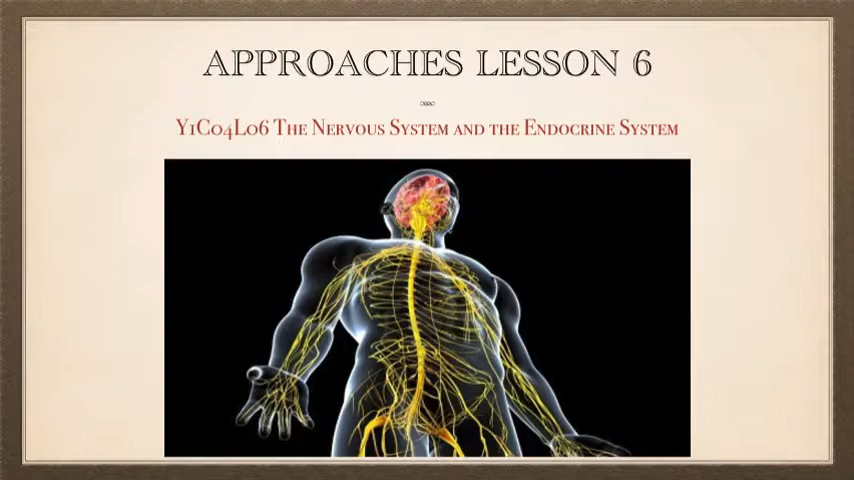 APPROACHES LESSON 6
Y1C04L06 The Nervous System and the Endocrine System